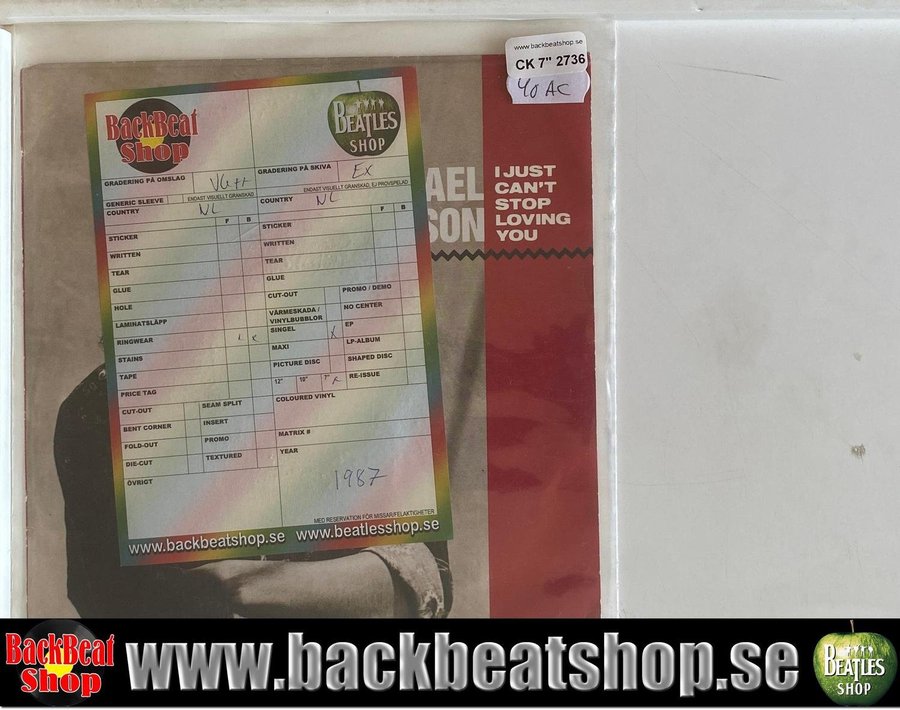 www.backbeatshop.se
CK 7" 2736
40 AC
BackBeat
Shop
BEATLES
SHOP
GRADERING PÅ OMSLAG VG++
GRADERING PÅ SKIVA EX
ENDAST VISUELLT GRANSKAD
ENDAST VISUELLT GRANSKAD, EJ PROVSPELAD
GENERIC SLEEVE
COUNTRY NL
F B
STICKER
WRITTEN
TEAR
GLUE
HOLE
LAMINATSLÄPP
RINGWEAR x x
STAINS
TAPE
PRICE TAG
CUT-OUT SEAM SPLIT
BENT CORNER INSERT
FOLD-OUT PROMO
DIE-CUT TEXTURED
ÖVRIGT
COUNTRY NL
F B
STICKER
WRITTEN
TEAR
GLUE
CUT-OUT PROMO / DEMO
VÄRMESKADA /
VINYLBUBBLOR NO CENTER
SINGEL x EP
MAXI LP-ALBUM
PICTURE DISC SHAPED DISC
12" 10" 7" x RE-ISSUE
COLOURED VINYL
MATRIX #
YEAR
1987
MED RESERVATION FÖR MISSAR/FELAKTIGHETER
www.backbeatshop.se www.beatlesshop.se
AEL
SON
I JUST
CAN'T
STOP
LOVING
YOU
BackBeat
Shop
www.backbeatshop.se
BEATLES
SHOP